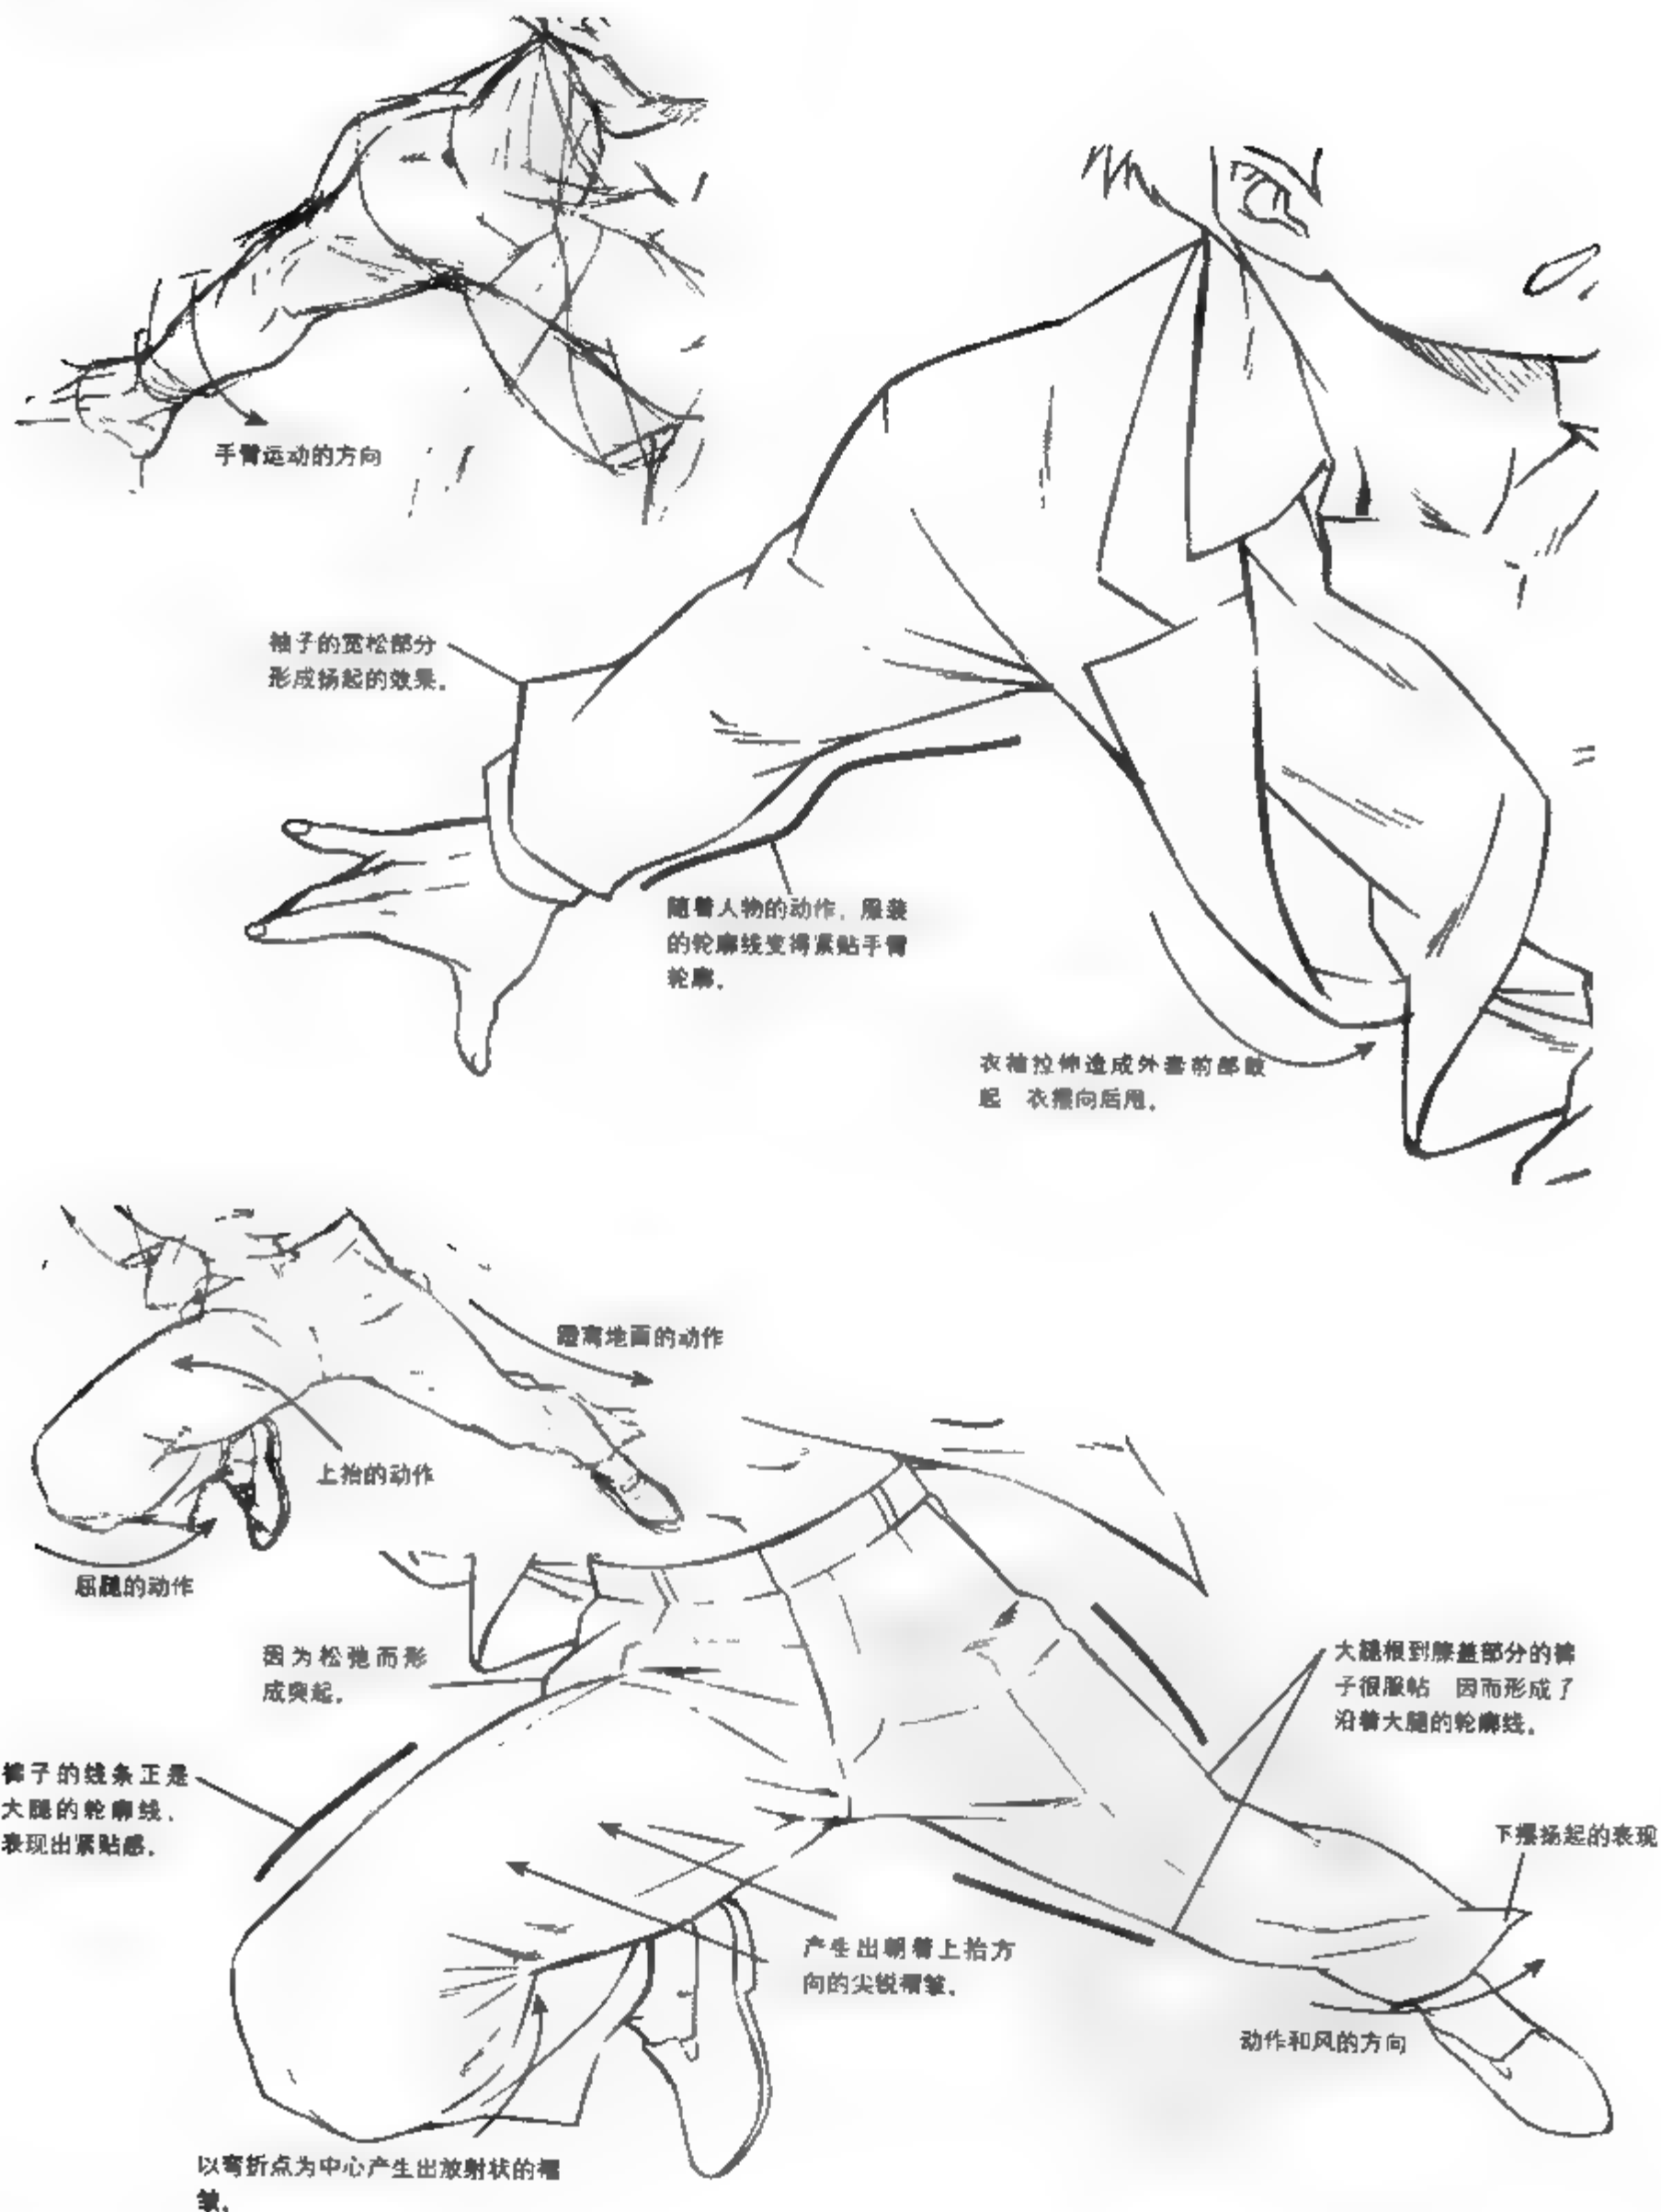 手臂运动的方向
袖子的宽松部分
形成扬起的效果。
随着人物的动作，服装
的轮廓线变得紧贴手臂
轮廓。
衣袖拉伸造成外套前部鼓
起 衣摆向后甩。
蹬离地面的动作
上抬的动作
屈腿的动作
因为松弛而形
成突起。
大腿根到膝盖部分的裤
子很服帖 因而形成了
沿着大腿的轮廓线。
裤子的线条正是
大腿的轮廓线，
表现出紧贴感。
下摆扬起的表现
产生出朝着上抬方
向的尖锐褶皱。
动作和风的方向
以弯折点为中心产生出放射状的褶
皱。